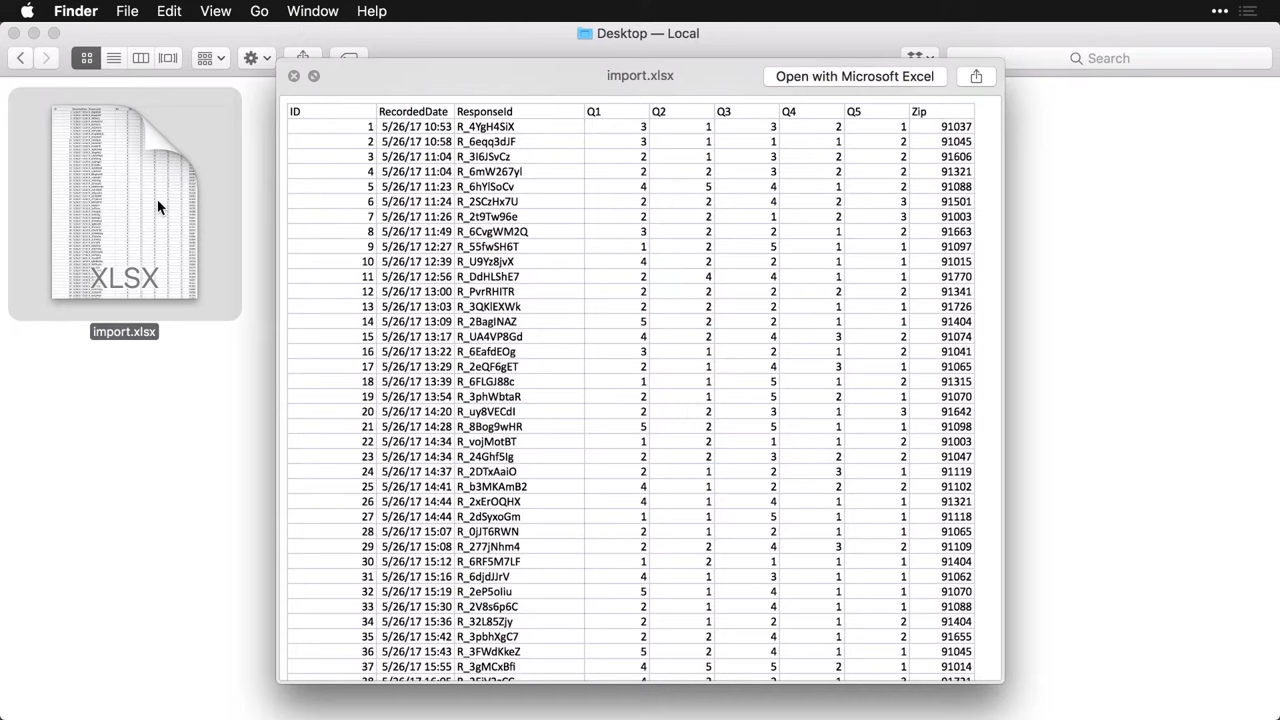 Finder File Edit View Go Window Help
Desktop — Local
Search
import.xlsx
Open with Microsoft Excel
XLSX
import.xlsx
ID RecordedDate ResponseId Q1 Q2 Q3 Q4 Q5 Zip
1 5/26/17 10:53 R_4YgH4SiX 3 1 3 2 1 91037
2 5/26/17 10:58 R_6eqq3dJF 3 1 1 1 2 91045
3 5/26/17 11:04 R_3I6JSvCz 2 1 2 2 2 91606
4 5/26/17 11:04 R_6mW267yl 2 2 3 2 1 91321
5 5/26/17 11:23 R_6hYlSoCv 4 5 2 1 2 91088
6 5/26/17 11:24 R_2SCzHx7U 2 2 4 2 3 91501
7 5/26/17 11:26 R_2t9Tw96e 2 2 1 2 3 91003
8 5/26/17 11:49 R_6CvgWM2Q 3 2 2 1 1 91663
9 5/26/17 12:27 R_55fwSH6T 1 2 5 1 1 91097
10 5/26/17 12:39 R_U9Yz8jvX 4 2 2 1 1 91015
11 5/26/17 12:56 R_DdHLShE7 2 4 4 2 1 91770
12 5/26/17 13:00 R_PvrRHITR 2 2 2 2 2 91341
13 5/26/17 13:03 R_3QKlEXWk 2 2 2 1 1 91726
14 5/26/17 13:09 R_2BaglNAZ 5 2 2 1 1 91404
15 5/26/17 13:17 R_UA4VP8Gd 4 2 4 3 2 91074
16 5/26/17 13:22 R_6EafdEOg 3 1 2 1 1 91041
17 5/26/17 13:29 R_2eQF6gET 2 1 4 3 1 91065
18 5/26/17 13:39 R_6FLGJ88c 1 1 5 1 2 91315
19 5/26/17 13:54 R_3phWbtaR 2 1 5 2 1 91070
20 5/26/17 14:20 R_uy8VECdI 2 2 3 1 3 91642
21 5/26/17 14:28 R_8Bog9wHR 5 2 5 1 1 91098
22 5/26/17 14:34 R_vojMotBT 1 2 1 1 2 91003
23 5/26/17 14:34 R_24Ghf5Ig 2 2 3 2 2 91047
24 5/26/17 14:37 R_2DTxAaiO 2 1 2 3 1 91119
25 5/26/17 14:41 R_b3MKAmB2 4 1 2 2 2 91102
26 5/26/17 14:44 R_2xErOQHX 4 1 4 1 1 91321
27 5/26/17 14:44 R_2dSyxoGm 1 1 5 1 1 91118
28 5/26/17 15:07 R_0jJT6RWN 2 1 2 1 1 91065
29 5/26/17 15:08 R_277jNhm4 2 2 4 3 2 91109
30 5/26/17 15:12 R_6RF5M7LF 1 2 1 1 1 91404
31 5/26/17 15:16 R_6djdJJrV 4 1 3 1 1 91062
32 5/26/17 15:19 R_2eP5oIiu 5 1 4 1 1 91070
33 5/26/17 15:30 R_2V8s6p6C 2 1 4 1 1 91088
34 5/26/17 15:36 R_32L85Zjy 2 1 2 1 2 91404
35 5/26/17 15:42 R_3pbhXgC7 2 2 4 1 1 91655
36 5/26/17 15:43 R_3FWdKkeZ 5 2 4 1 1 91045
37 5/26/17 15:55 R_3gMCxBfi 4 5 5 2 1 91014